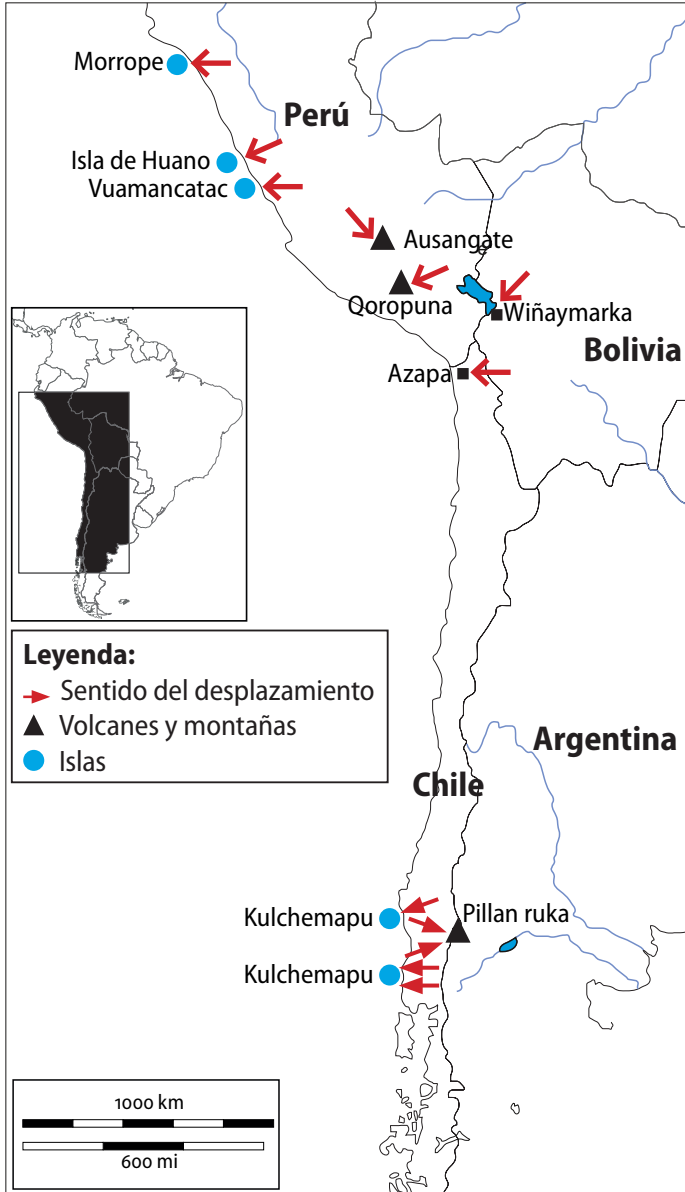 Morrope
Perú
Isla de Huano
Vuamancatac
Ausangate
e
Qoropuna
Wiñaymarka
Bolivia
Azapa
Leyenda:
Sentido del desplazamiento
Volcanes y montañas
Islas
Argentina
Chile
Kulchemapu
Pillan ruka
Kulchemapu
1000 km
600 mi